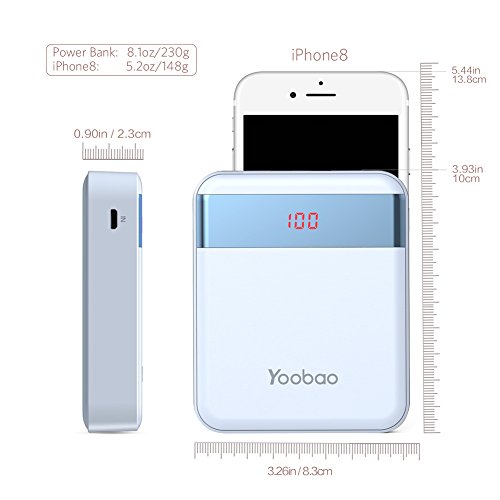 Power Bank: 8.1oz/230g
iPhone8: 5.2oz/148g
iPhone8
5.44in
13.8cm
0.90in / 2.3cm
3.93in
10cm
IN
100
Yoobao
3.26in / 8.3cm